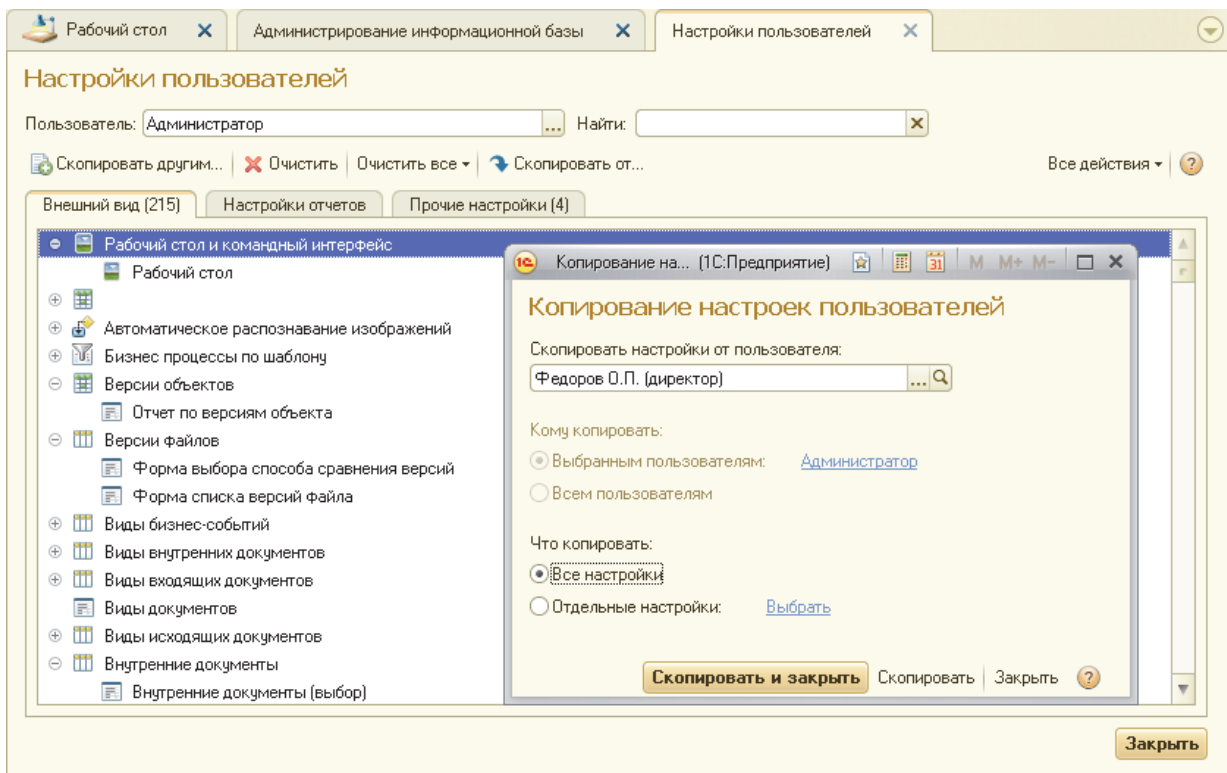 Рабочий стол
Администрирование информационной базы
Настройки пользователей
Настройки пользователей
Пользователь: Администратор ... Найти:
Скопировать другим... Очистить Очистить все Скопировать от... Все действия ?
Внешний вид (215) Настройки отчетов Прочие настройки (4)
Рабочий стол и командный интерфейс
Рабочий стол
Автоматическое распознавание изображений
Бизнес процессы по шаблону
Версии объектов
Отчет по версиям объекта
Версии файлов
Форма выбора способа сравнения версий
Форма списка версий файла
Виды бизнес-событий
Виды внутренних документов
Виды входящих документов
Виды документов
Виды исходящих документов
Внутренние документы
Внутренние документы (выбор)
1С Копирование на... (1С:Предприятие) 31 M M+ M-
Копирование настроек пользователей
Скопировать настройки от пользователя:
Федоров О.П. (директор) ...
Кому копировать:
Выбранным пользователям: Администратор
Всем пользователям
Что копировать:
Все настройки
Отдельные настройки: Выбрать
Скопировать и закрыть Скопировать Закрыть ?
Закрыть